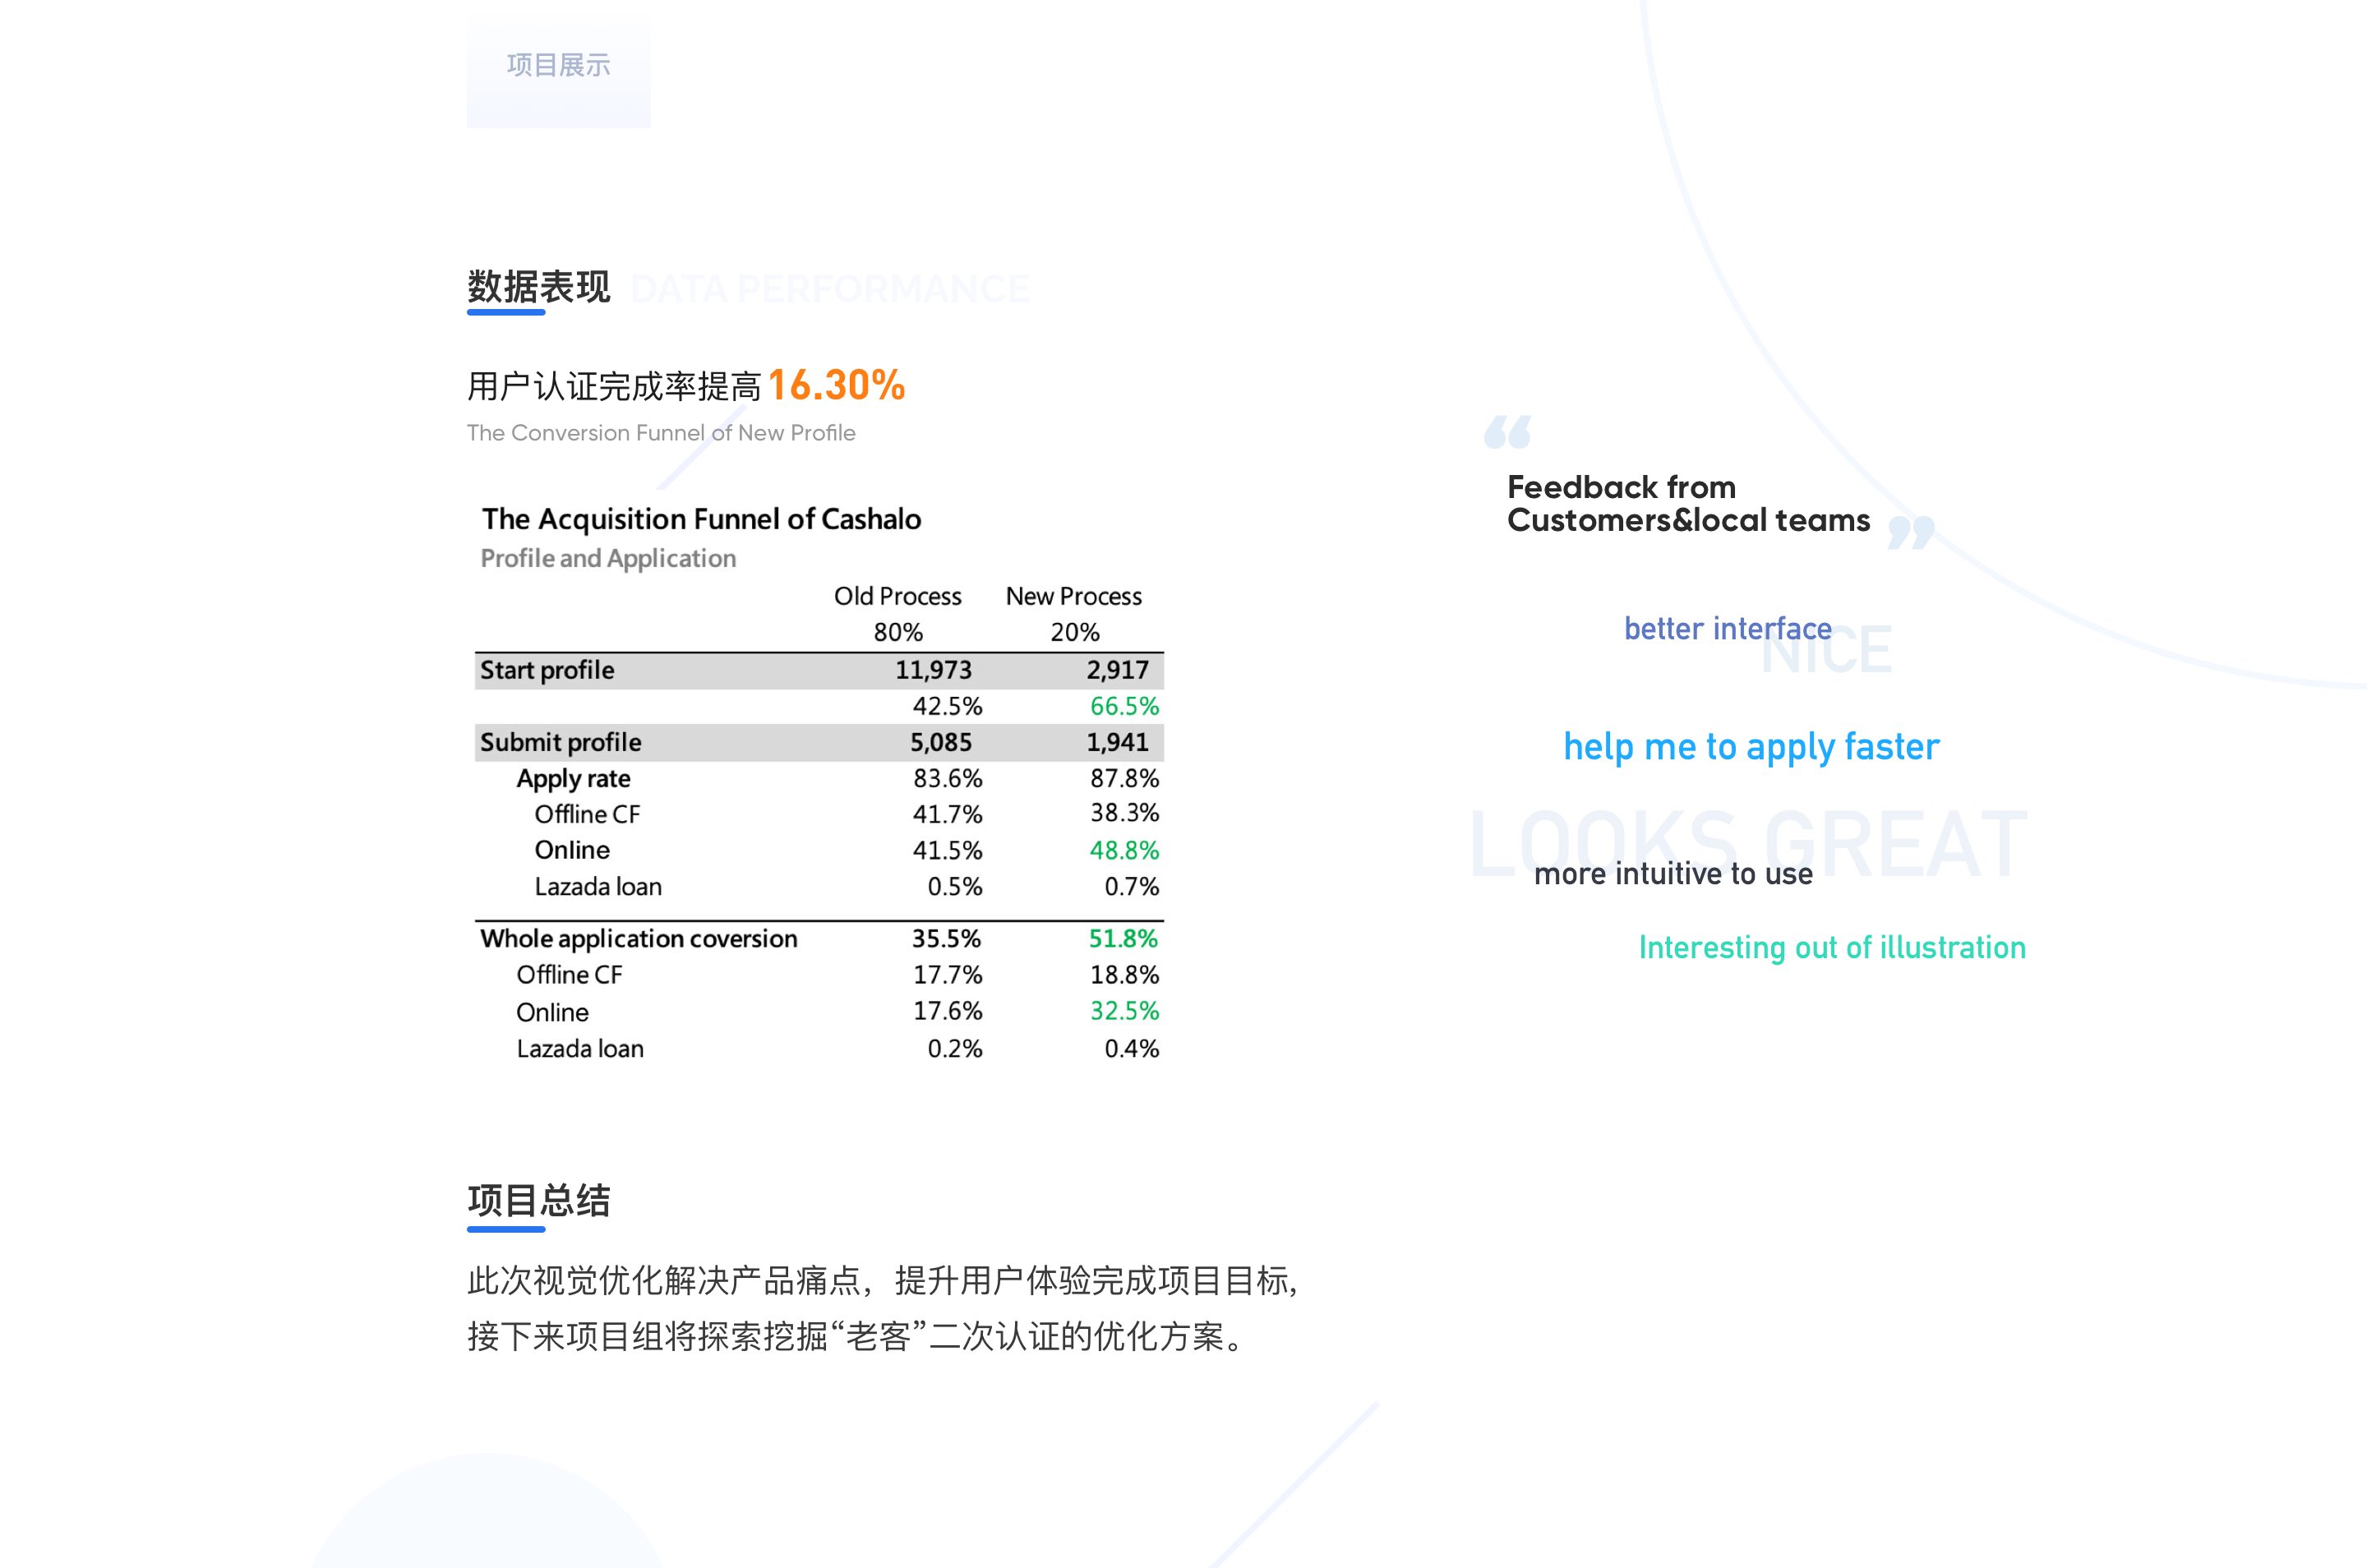 项目展示
数据表现 DATA PERFORMANCE
用户认证完成率提高16.30%
The Conversion Funnel of New Profile
The Acquisition Funnel of Cashalo
Profile and Application
Old Process New Process
80% 20%
Start profile 11,973 2,917
42.5% 66.5%
Submit profile 5,085 1,941
Apply rate 83.6% 87.8%
Offline CF 41.7% 38.3%
Online 41.5% 48.8%
Lazada loan 0.5% 0.7%
Whole application coversion 35.5% 51.8%
Offline CF 17.7% 18.8%
Online 17.6% 32.5%
Lazada loan 0.2% 0.4%
“
Feedback from
Customers&local teams ”
better interface
NICE
help me to apply faster
LOOKS GREAT
more intuitive to use
Interesting out of illustration
项目总结
此次视觉优化解决产品痛点，提升用户体验完成项目目标,
接下来项目组将探索挖掘“老客”二次认证的优化方案。